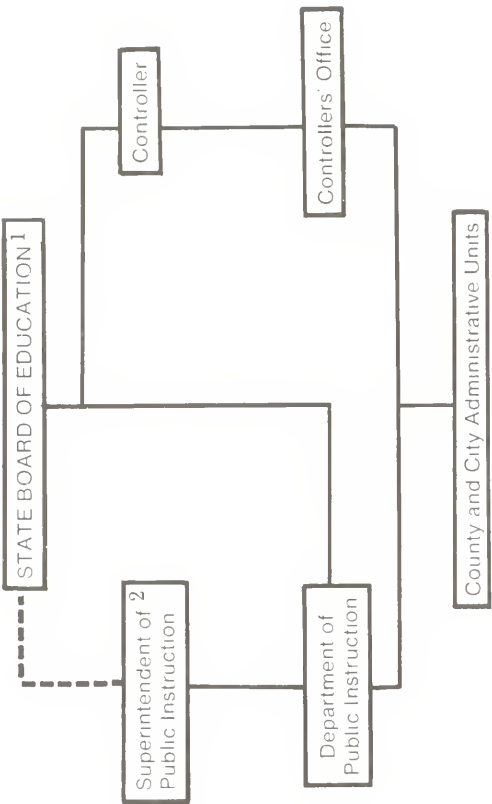 STATE BOARD OF EDUCATION1
Superintendent of 2
Public Instruction
Controller
Department of
Public Instruction
Controllers' Office
County and City Administrative Units